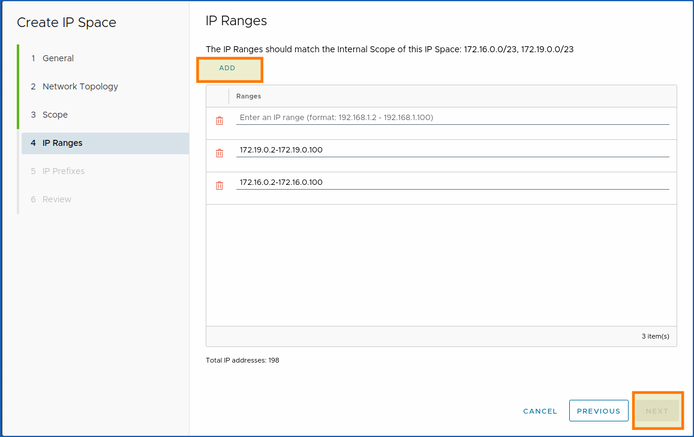 Create IP Space
1 General
2 Network Topology
3 Scope
4 IP Ranges
5 IP Prefixes
6 Review
IP Ranges
The IP Ranges should match the Internal Scope of this IP Space: 172.16.0.0/23, 172.19.0.0/23
ADD
Ranges
Enter an IP range (format: 192.168.1.2 - 192.168.1.100)
172.19.0.2-172.19.0.100
172.16.0.2-172.16.0.100
3 item(s)
Total IP addresses: 198
CANCEL PREVIOUS NEXT